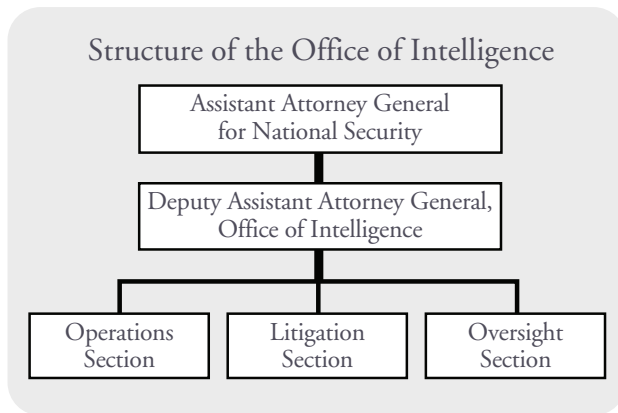 Structure of the Office of Intelligence
Assistant Attorney General
for National Security
Deputy Assistant Attorney General,
Office of Intelligence
Operations
Section
Litigation
Section
Oversight
Section